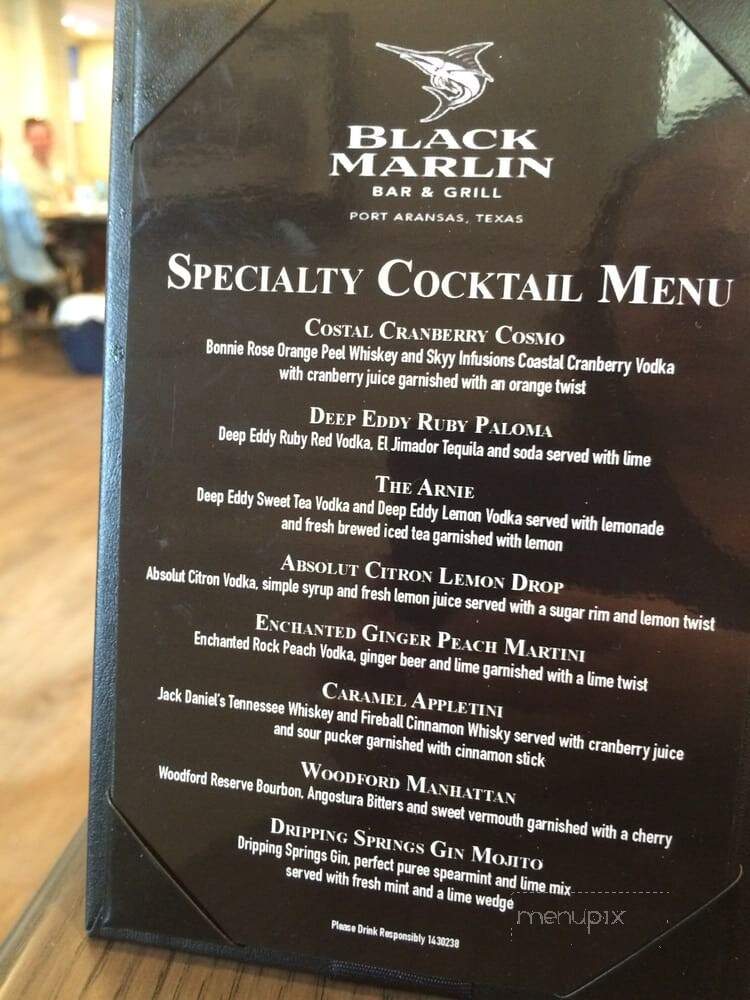 BLACK
MARLIN
BAR & GRILL
PORT ARANSAS, TEXAS
SPECIALTY COCKTAIL MENU
COSTAL CRANBERRY COSMO
Bonnie Rose Orange Peel Whiskey and Skyy Infusions Coastal Cranberry Vodka
with cranberry juice garnished with an orange twist
DEEP EDDY RUBY PALOMA
Deep Eddy Ruby Red Vodka, El Jimador Tequila and soda served with lime
THE ARNIE
Deep Eddy Sweet Tea Vodka and Deep Eddy Lemon Vodka served with lemonade
and fresh brewed iced tea garnished with lemon
ABSOLUT CITRON LEMON DROP
Absolut Citron Vodka, simple syrup and fresh lemon juice served with a sugar rim and lemon twist
ENCHANTED GINGER PEACH MARTINI
Enchanted Rock Peach Vodka, ginger beer and lime garnished with a lime twist
CARAMEL APPLETINI
Jack Daniel's Tennessee Whiskey and Fireball Cinnamon Whisky served with cranberry juice
and sour pucker garnished with cinnamon stick
WOODFORD MANHATTAN
Woodford Reserve Bourbon, Angostura Bitters and sweet vermouth garnished with a cherry
DRIPPING SPRINGS GIN MOJITO
Dripping Springs Gin, perfect puree spearmint and lime mix
served with fresh mint and a lime wedge
menupix
Please Drink Responsibly 1430238